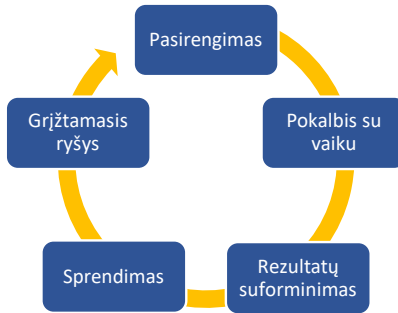 Pasirengimas
Pokalbis su
vaiku
Rezultatų
suforminimas
Sprendimas
Grįžtamasis
ryšys